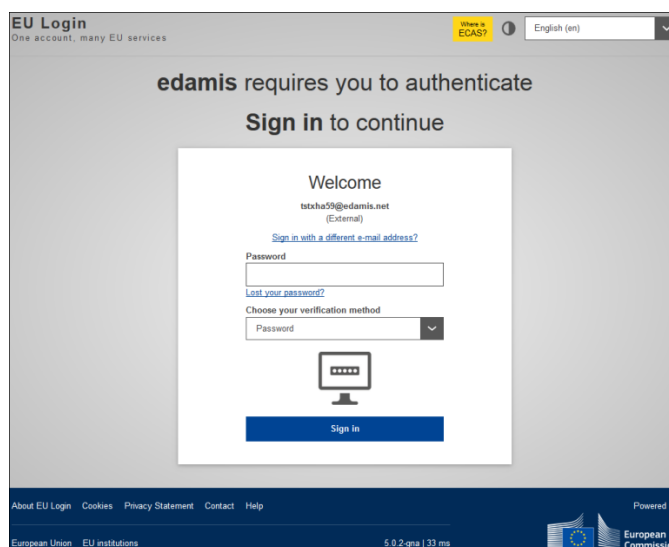 EU Login
One account, many EU services
Where is
ECAS?
English (en)
edamis requires you to authenticate
Sign in to continue
Welcome
tstxha59@edamis.net
(External)
Sign in with a different e-mail address?
Password
Lost your password?
Choose your verification method
Password
Sign in
About EU Login Cookies Privacy Statement Contact Help
Powered
European Union EU institutions
5.0.2-qna | 33 ms
European
Commissi